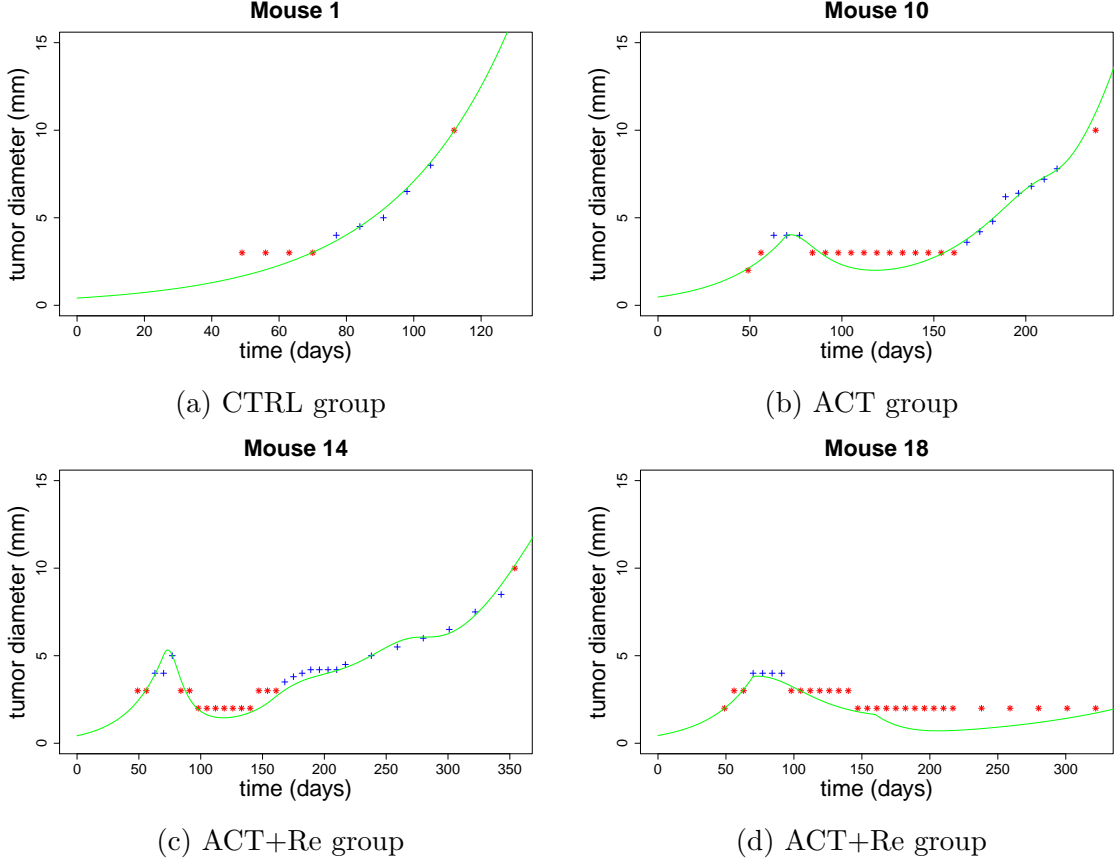 Mouse 1
tumor diameter (mm)
15
10
5
0
0 20 40 60 80 100 120
time (days)
(a) CTRL group
Mouse 10
tumor diameter (mm)
15
10
5
0
0 50 100 150 200
time (days)
(b) ACT group
Mouse 14
tumor diameter (mm)
15
10
5
0
0 50 100 150 200 250 300 350
time (days)
(c) ACT+Re group
Mouse 18
tumor diameter (mm)
15
10
5
0
0 50 100 150 200 250 300
time (days)
(d) ACT+Re group